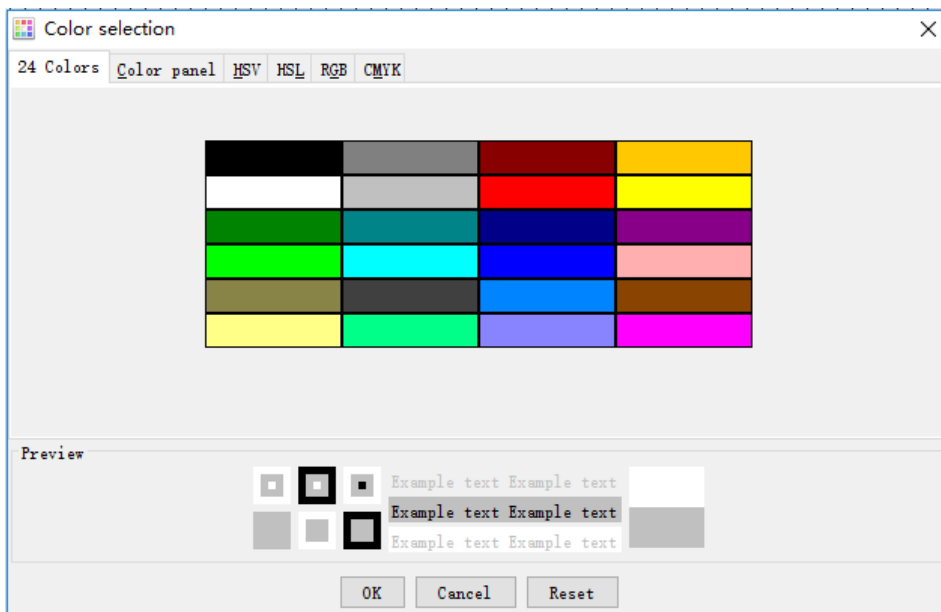 Color selection
24 Colors Color panel HSV HSL RGB CMYK
Preview
Example text Example text
Example text Example text
Example text Example text
OK Cancel Reset